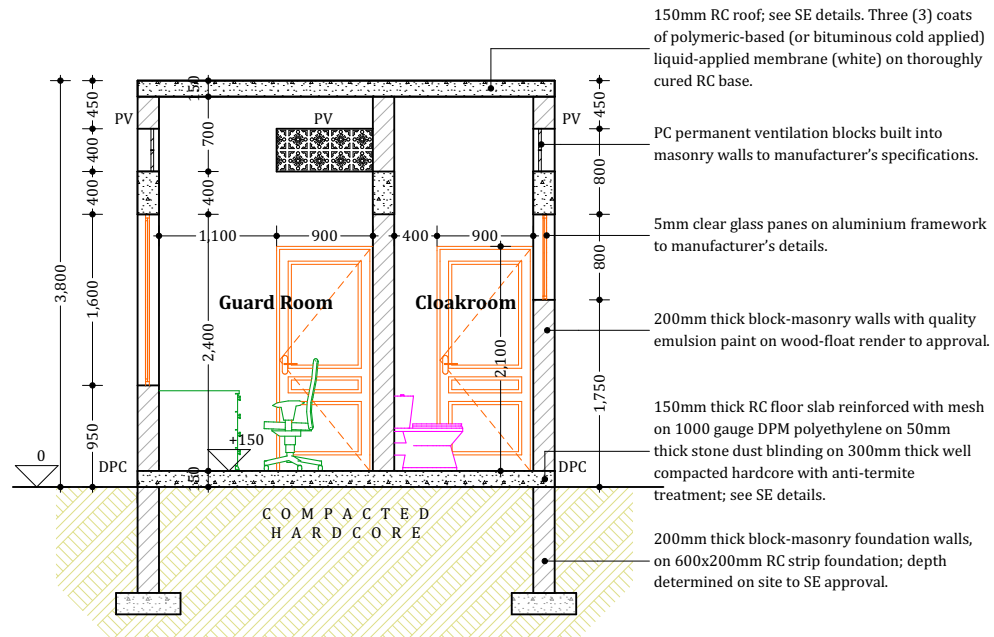 150mm RC roof; see SE details. Three (3) coats
of polymeric-based (or bituminous cold applied)
liquid-applied membrane (white) on thoroughly
cured RC base.
PC permanent ventilation blocks built into
masonry walls to manufacturer's specifications.
5mm clear glass panes on aluminium framework
to manufacturer's details.
200mm thick block-masonry walls with quality
emulsion paint on wood-float render to approval.
150mm thick RC floor slab reinforced with mesh
on 1000 gauge DPM polyethylene on 50mm
thick stone dust blinding on 300mm thick well
compacted hardcore with anti-termite
treatment; see SE details.
200mm thick block-masonry foundation walls,
on 600x200mm RC strip foundation; depth
determined on site to SE approval.
3,800
450
400
400
1,600
950
150
700
400
2,400
150
450
800
800
1,750
2,100
PV
PV
PV
1,100
900
400
900
Guard Room
Cloakroom
+150
0
DPC
DPC
COMPACTED
HARDCORE